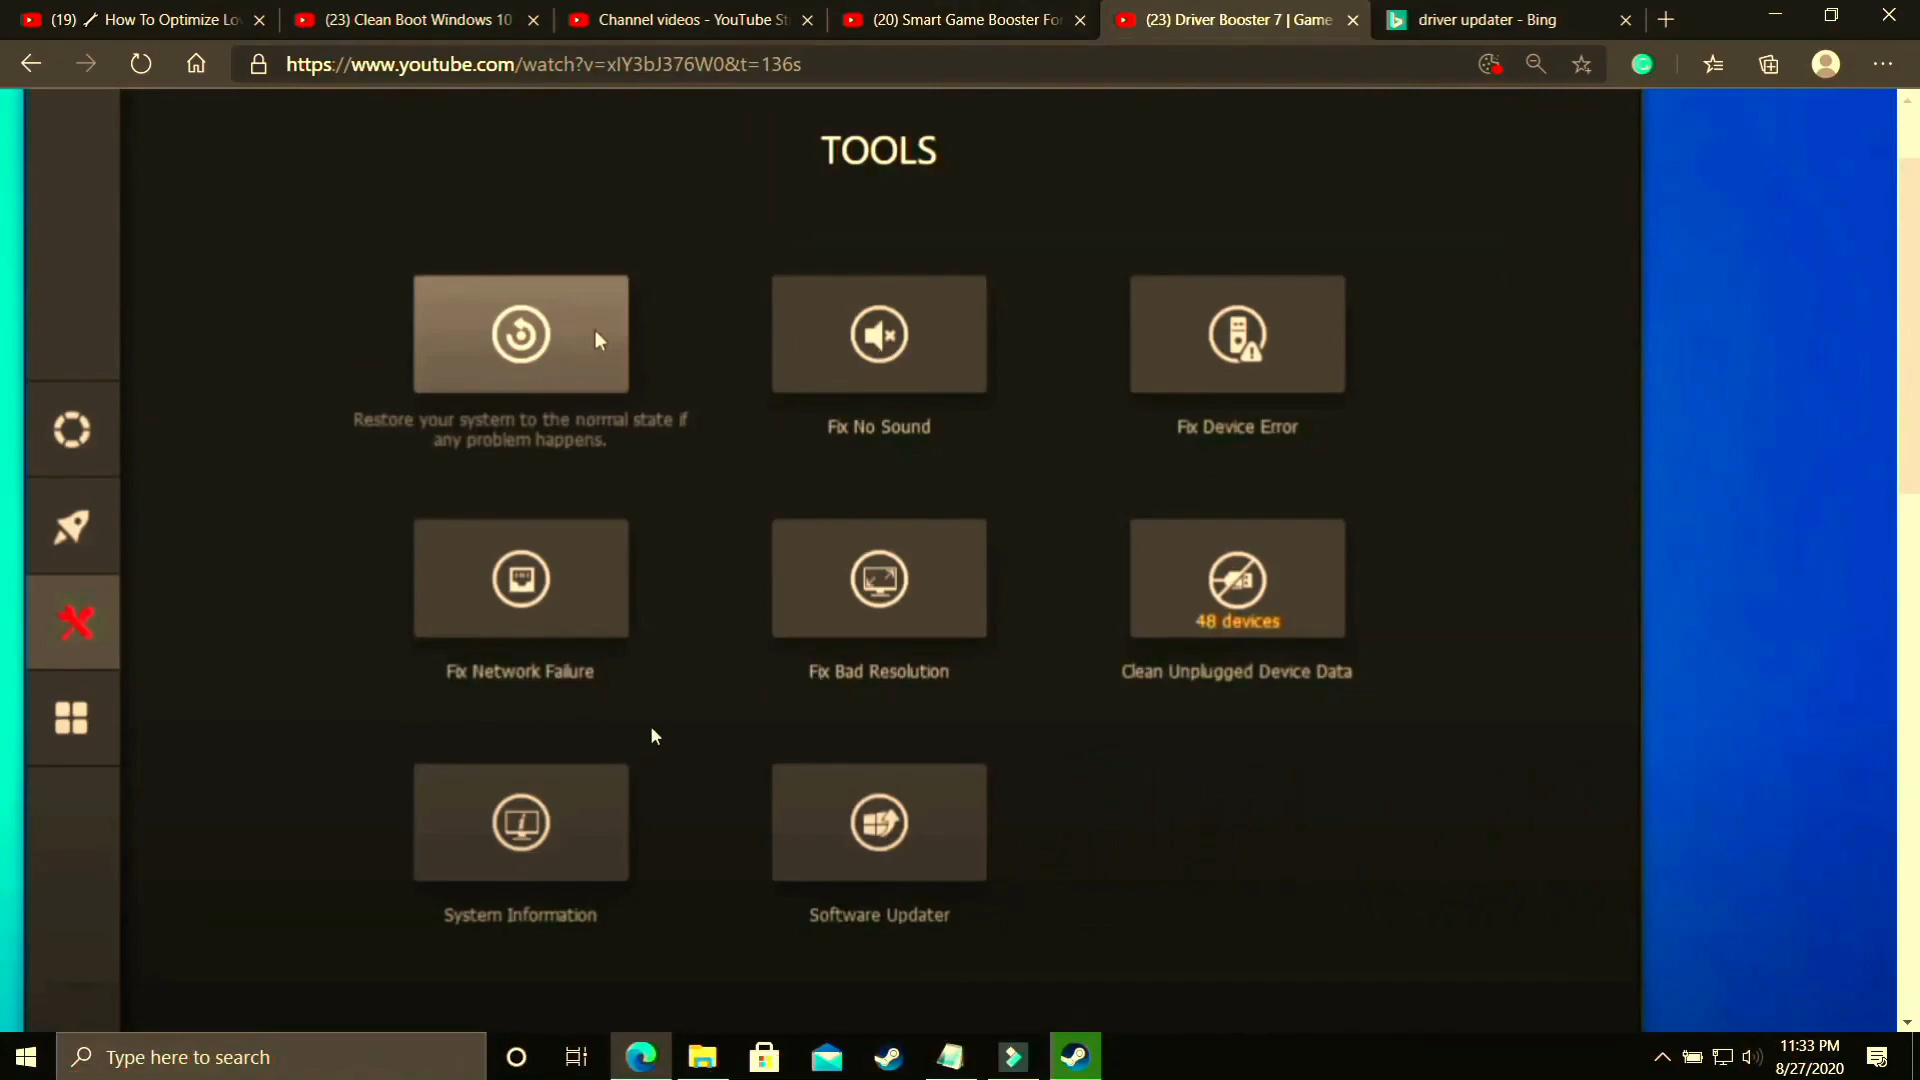 (19) 🔧 How To Optimize Lo
(23) Clean Boot Windows 10
Channel videos - YouTube St
(20) Smart Game Booster Fo
(23) Driver Booster 7 | Game
driver updater - Bing
https://www.youtube.com/watch?v=xIY3bJ376W0&t=136s
TOOLS
Restore your system to the normal state if
any problem happens.
Fix No Sound
Fix Device Error
Fix Network Failure
Fix Bad Resolution
48 devices
Clean Unplugged Device Data
System Information
Software Updater
Type here to search
11:33 PM
8/27/2020